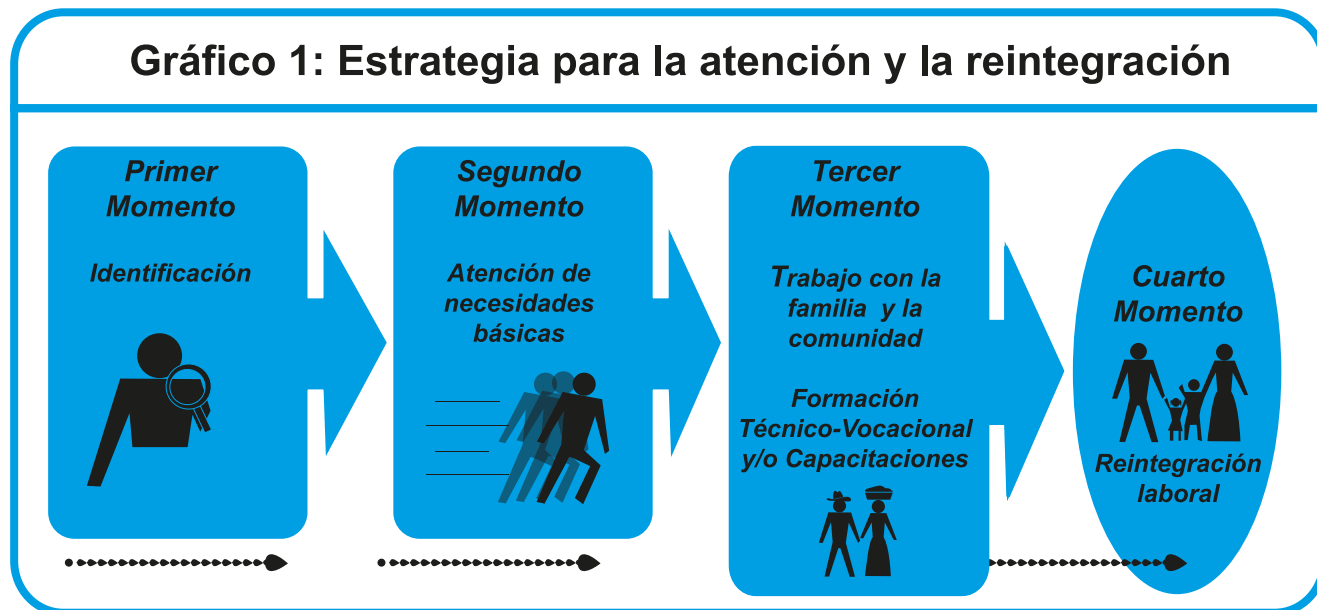 Gráfico 1: Estrategia para la atención y la reintegración
Primer
Momento
Identificación
Segundo
Momento
Atención de
necesidades
básicas
Tercer
Momento
Trabajo con la
familia y la
comunidad
Formación
Técnico-Vocacional
y/o Capacitaciones
Cuarto
Momento
Reintegración
laboral